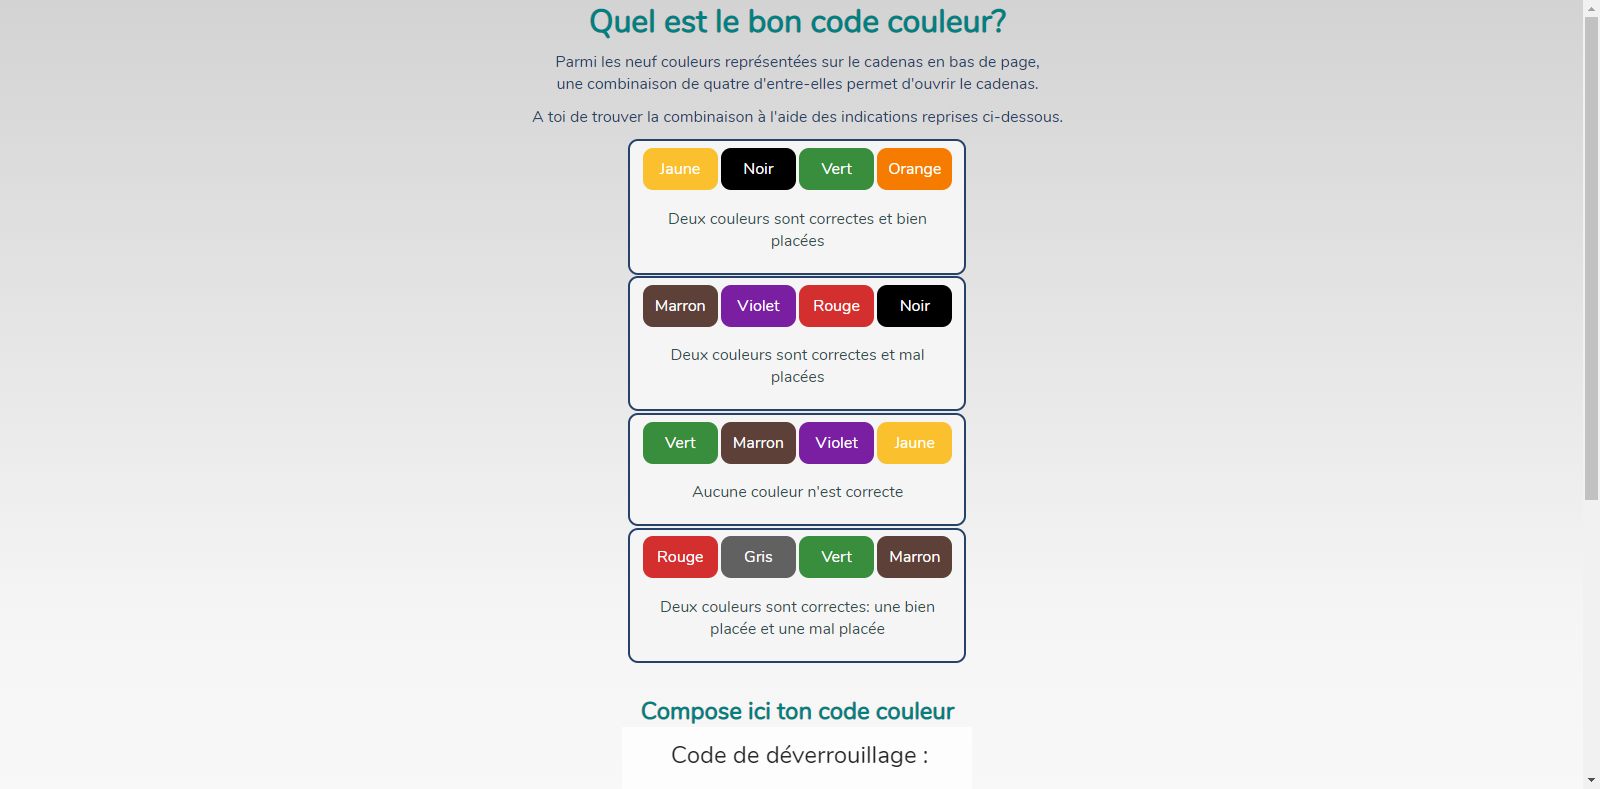 Quel est le bon code couleur?
Parmi les neuf couleurs représentées sur le cadenas en bas de page,
une combinaison de quatre d'entre-elles permet d'ouvrir le cadenas.
A toi de trouver la combinaison à l'aide des indications reprises ci-dessous.
Jaune Noir Vert Orange
Deux couleurs sont correctes et bien
placées
Marron Violet Rouge Noir
Deux couleurs sont correctes et mal
placées
Vert Marron Violet Jaune
Aucune couleur n'est correcte
Rouge Gris Vert Marron
Deux couleurs sont correctes: une bien
placée et une mal placée
Compose ici ton code couleur
Code de déverrouillage :